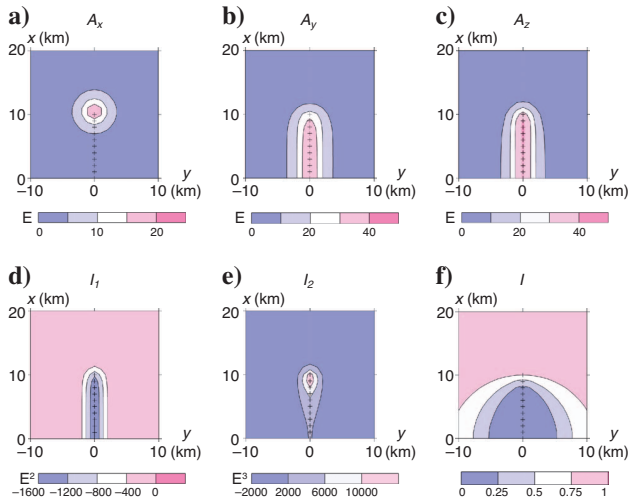 a) Aₓ
x (km)
20
10
0
−10 0 10 (km)
y
E
0 10 20
b) A_y
x (km)
20
10
0
−10 0 10 (km)
y
E
0 20 40
c) A_z
x (km)
20
10
0
−10 0 10 (km)
y
E
0 20 40
d) I₁
x (km)
20
10
0
−10 0 10 (km)
y
E²
−1600 −1200 −800 −400 0
e) I₂
x (km)
20
10
0
−10 0 10 (km)
y
E³
−2000 2000 6000 10000
f) I
x (km)
20
10
0
−10 0 10 (km)
y
0 0.25 0.5 0.75 1